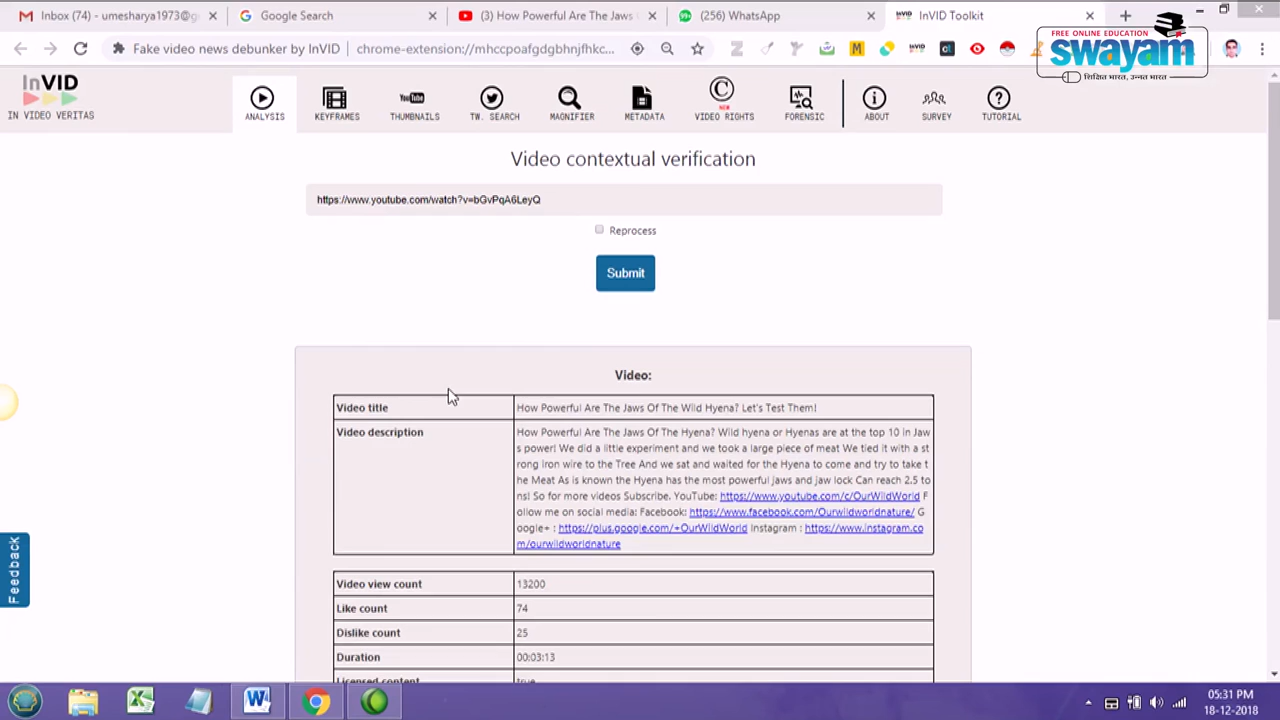 Inbox (74) - umesharya1973@g
Google Search
(3) How Powerful Are The Jaws
(256) WhatsApp
InVID Toolkit
Fake video news debunker by InVID
chrome-extension://mhccpoafgdgbhnjfhkc...
FREE ONLINE EDUCATION
swayam
शिक्षित भारत, उन्नत भारत
InVID
IN VIDEO VERITAS
ANALYSIS
KEYFRAMES
YouTube
THUMBNAILS
TW. SEARCH
MAGNIFIER
METADATA
NEW
VIDEO RIGHTS
FORENSIC
ABOUT
SURVEY
TUTORIAL
Video contextual verification
https://www.youtube.com/watch?v=bGvPqA6LeyQ
Reprocess
Submit
Video:
Video title
How Powerful Are The Jaws Of The Wild Hyena? Let's Test Them!
Video description
How Powerful Are The Jaws Of The Hyena? Wild hyena or Hyenas are at the top 10 in Jaw
s power! We did a little experiment and we took a large piece of meat We tied it with a st
rong iron wire to the Tree And we sat and waited for the Hyena to come and try to take t
he Meat As is known the Hyena has the most powerful jaws and jaw lock Can reach 2.5 to
ns! So for more videos Subscribe. YouTube: https://www.youtube.com/c/OurWildWorld F
ollow me on social media: Facebook: https://www.facebook.com/Ourwildworldnature/ G
oogle+ : https://plus.google.com/+OurWildWorld Instagram : https://www.instagram.co
m/ourwildworldnature
Video view count
13200
Like count
74
Dislike count
25
Duration
00:03:13
Licensed content
true
Feedback
05:31 PM
18-12-2018